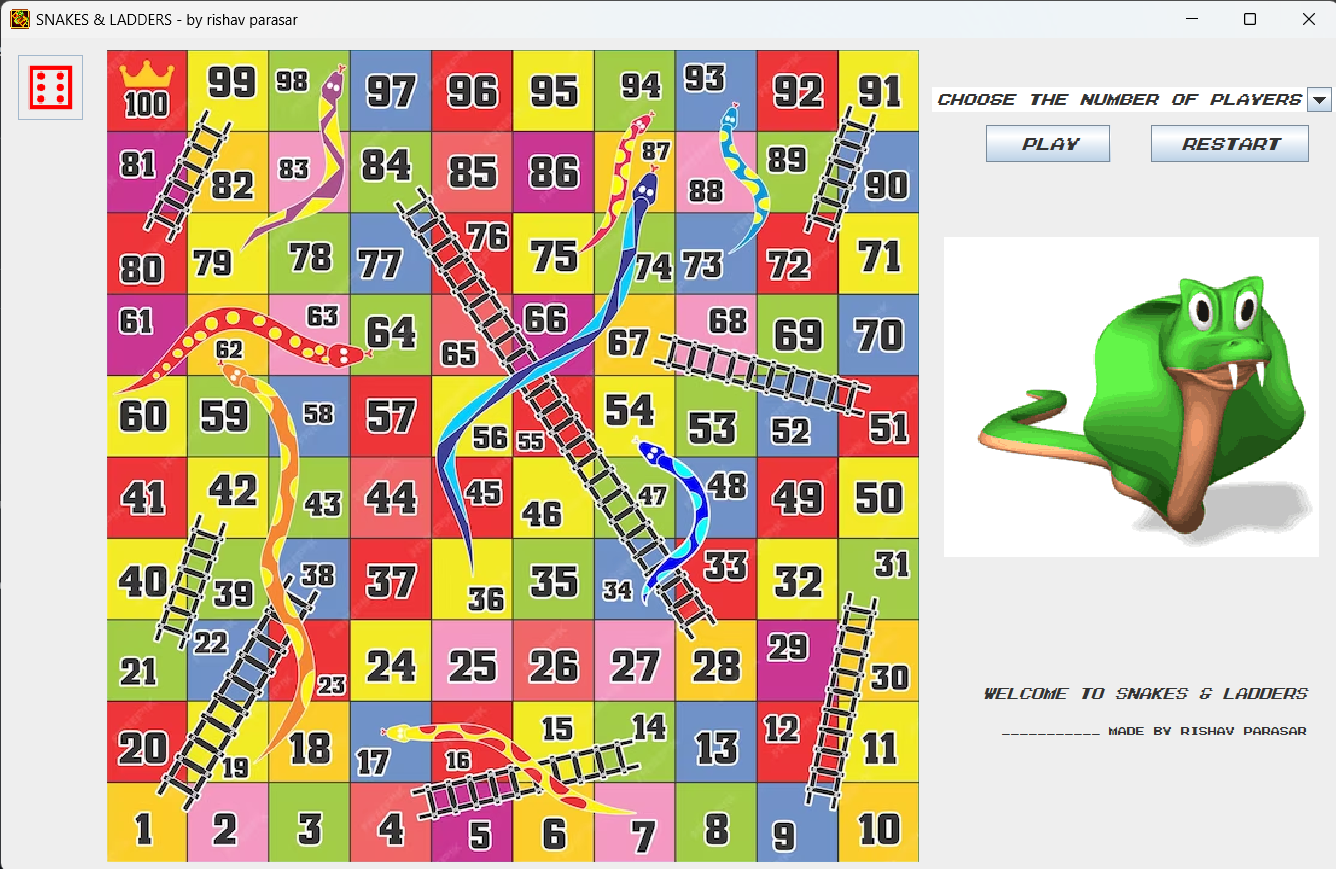 SNAKES & LADDERS - by rishav parasar
100 99 98 97 96 95 94 93 92 91
81 82 83 84 85 86 87 88 89 90
80 79 78 77 76 75 74 73 72 71
61 62 63 64 65 66 67 68 69 70
60 59 58 57 56 55 54 53 52 51
41 42 43 44 45 46 47 48 49 50
40 39 38 37 36 35 34 33 32 31
21 22 23 24 25 26 27 28 29 30
20 19 18 17 16 15 14 13 12 11
1 2 3 4 5 6 7 8 9 10
CHOOSE THE NUMBER OF PLAYERS
PLAY RESTART
WELCOME TO SNAKES & LADDERS
___________ MADE BY RISHAV PARASAR